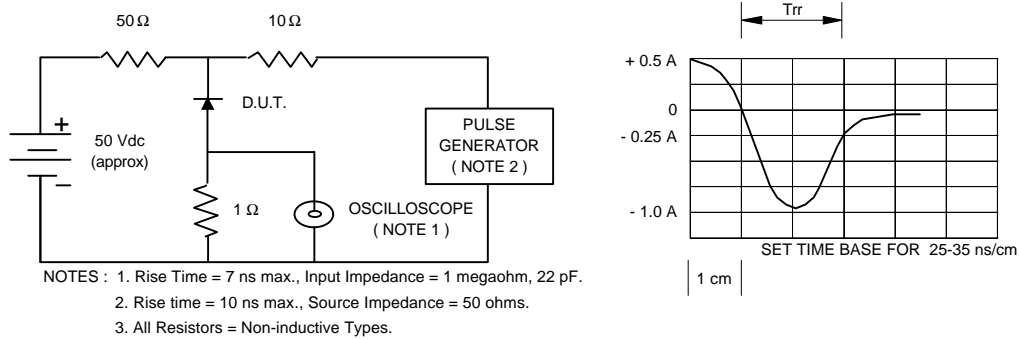 50 Ω
10 Ω
D.U.T.
+
50 Vdc
(approx)
−
1 Ω
OSCILLOSCOPE
( NOTE 1 )
PULSE
GENERATOR
( NOTE 2 )
NOTES : 1. Rise Time = 7 ns max., Input Impedance = 1 megaohm, 22 pF.
2. Rise time = 10 ns max., Source Impedance = 50 ohms.
3. All Resistors = Non-inductive Types.
Trr
+ 0.5 A
0
- 0.25 A
- 1.0 A
SET TIME BASE FOR 25-35 ns/cm
1 cm